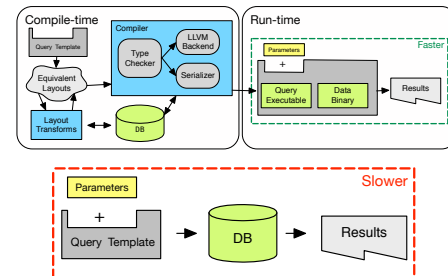 Compile-time
Query Template
Equivalent
Layouts
Layout
Transforms
Compiler
Type
Checker
LLVM
Backend
Serializer
DB
Run-time
Faster
Parameters
+
Query
Executable
Data
Binary
Results
Slower
Parameters
+
Query Template
DB
Results